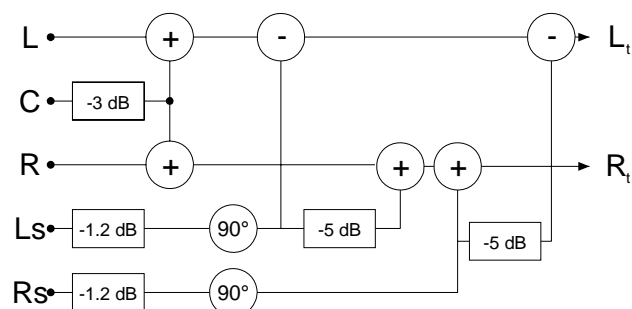 L + - - Lt
C -3 dB
R + + + Rt
Ls -1.2 dB 90° -5 dB -5 dB
Rs -1.2 dB 90°